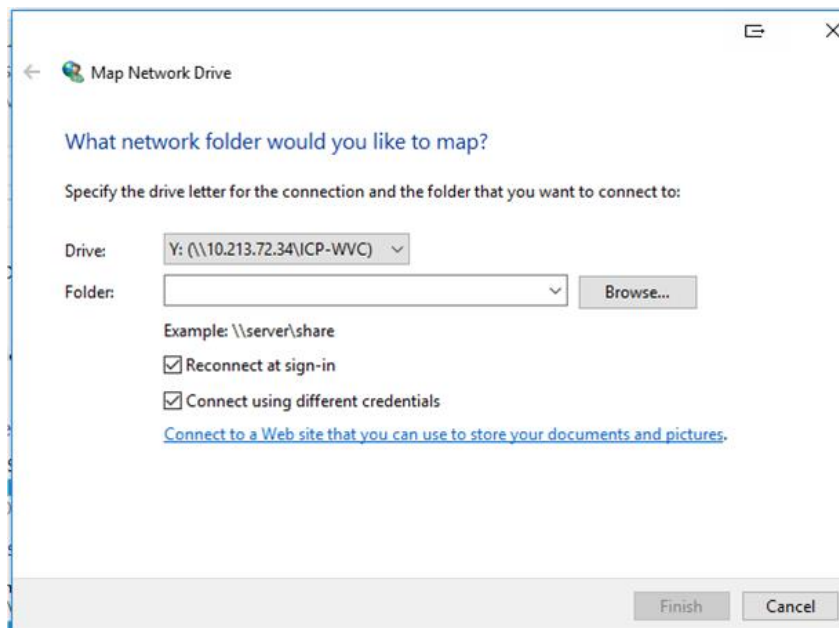 Map Network Drive
What network folder would you like to map?
Specify the drive letter for the connection and the folder that you want to connect to:
Drive: Y: (\\10.213.72.34\ICP-WVC)
Folder: Browse...
Example: \\server\share
Reconnect at sign-in
Connect using different credentials
Connect to a Web site that you can use to store your documents and pictures.
Finish Cancel